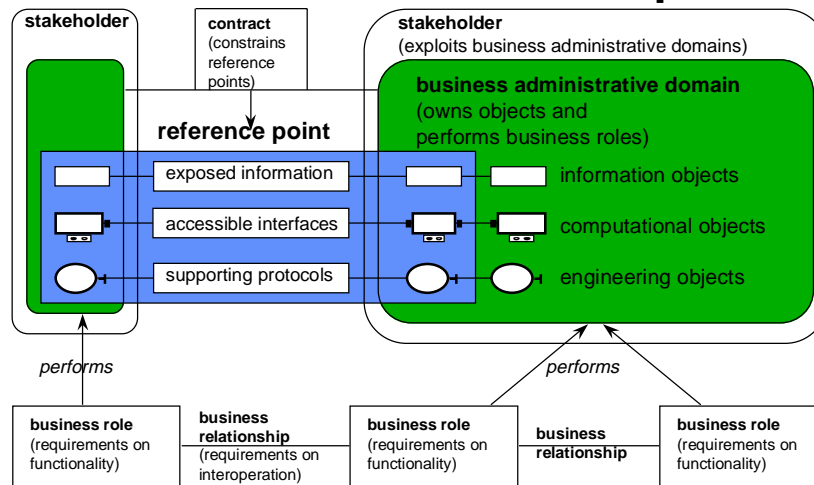 stakeholder
contract
(constrains
reference
points)
stakeholder
(exploits business administrative domains)
business administrative domain
(owns objects and
performs business roles)
reference point
exposed information
information objects
accessible interfaces
computational objects
supporting protocols
engineering objects
performs
performs
business role
(requirements on
functionality)
business
relationship
(requirements on
interoperation)
business role
(requirements on
functionality)
business
relationship
business role
(requirements on
functionality)